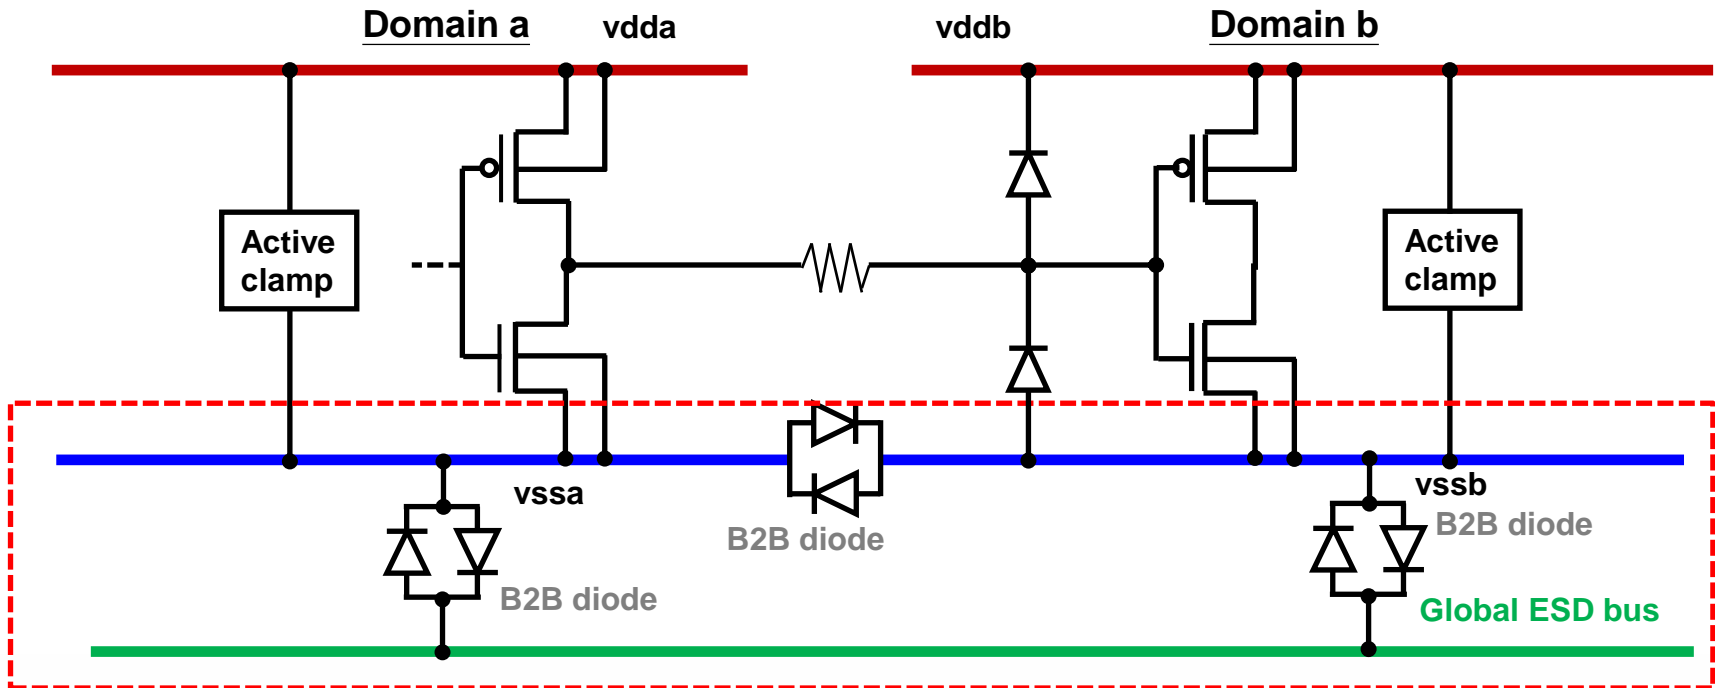 Domain a
vdda
vddb
Domain b
Active
clamp
Active
clamp
vssa
vssb
B2B diode
B2B diode
B2B diode
Global ESD bus